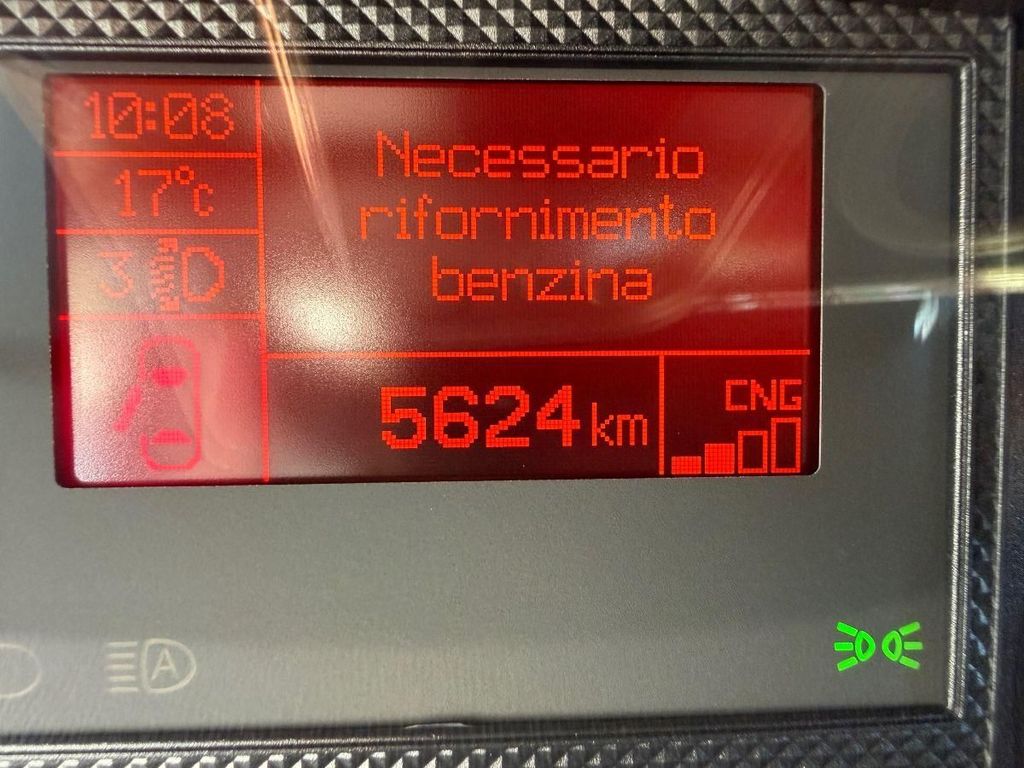 10:08
17°c
3
Necessario
rifornimento
benzina
5624 km
CNG
A